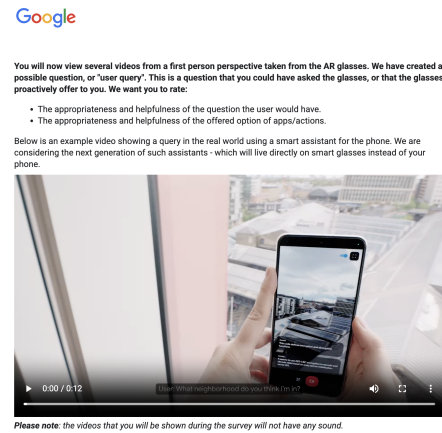 Google
You will now view several videos from a first person perspective taken from the AR glasses. We have created a
possible question, or "user query". This is a question that you could have asked the glasses, or that the glasses
proactively offer to you. We want you to rate:
• The appropriateness and helpfulness of the question the user would have.
• The appropriateness and helpfulness of the offered option of apps/actions.
Below is an example video showing a query in the real world using a smart assistant for the phone. We are
considering the next generation of such assistants - which will live directly on smart glasses instead of your
phone.
User: What neighborhood do you think I'm in?
0:00 / 0:12
Please note: the videos that you will be shown during the survey will not have any sound.